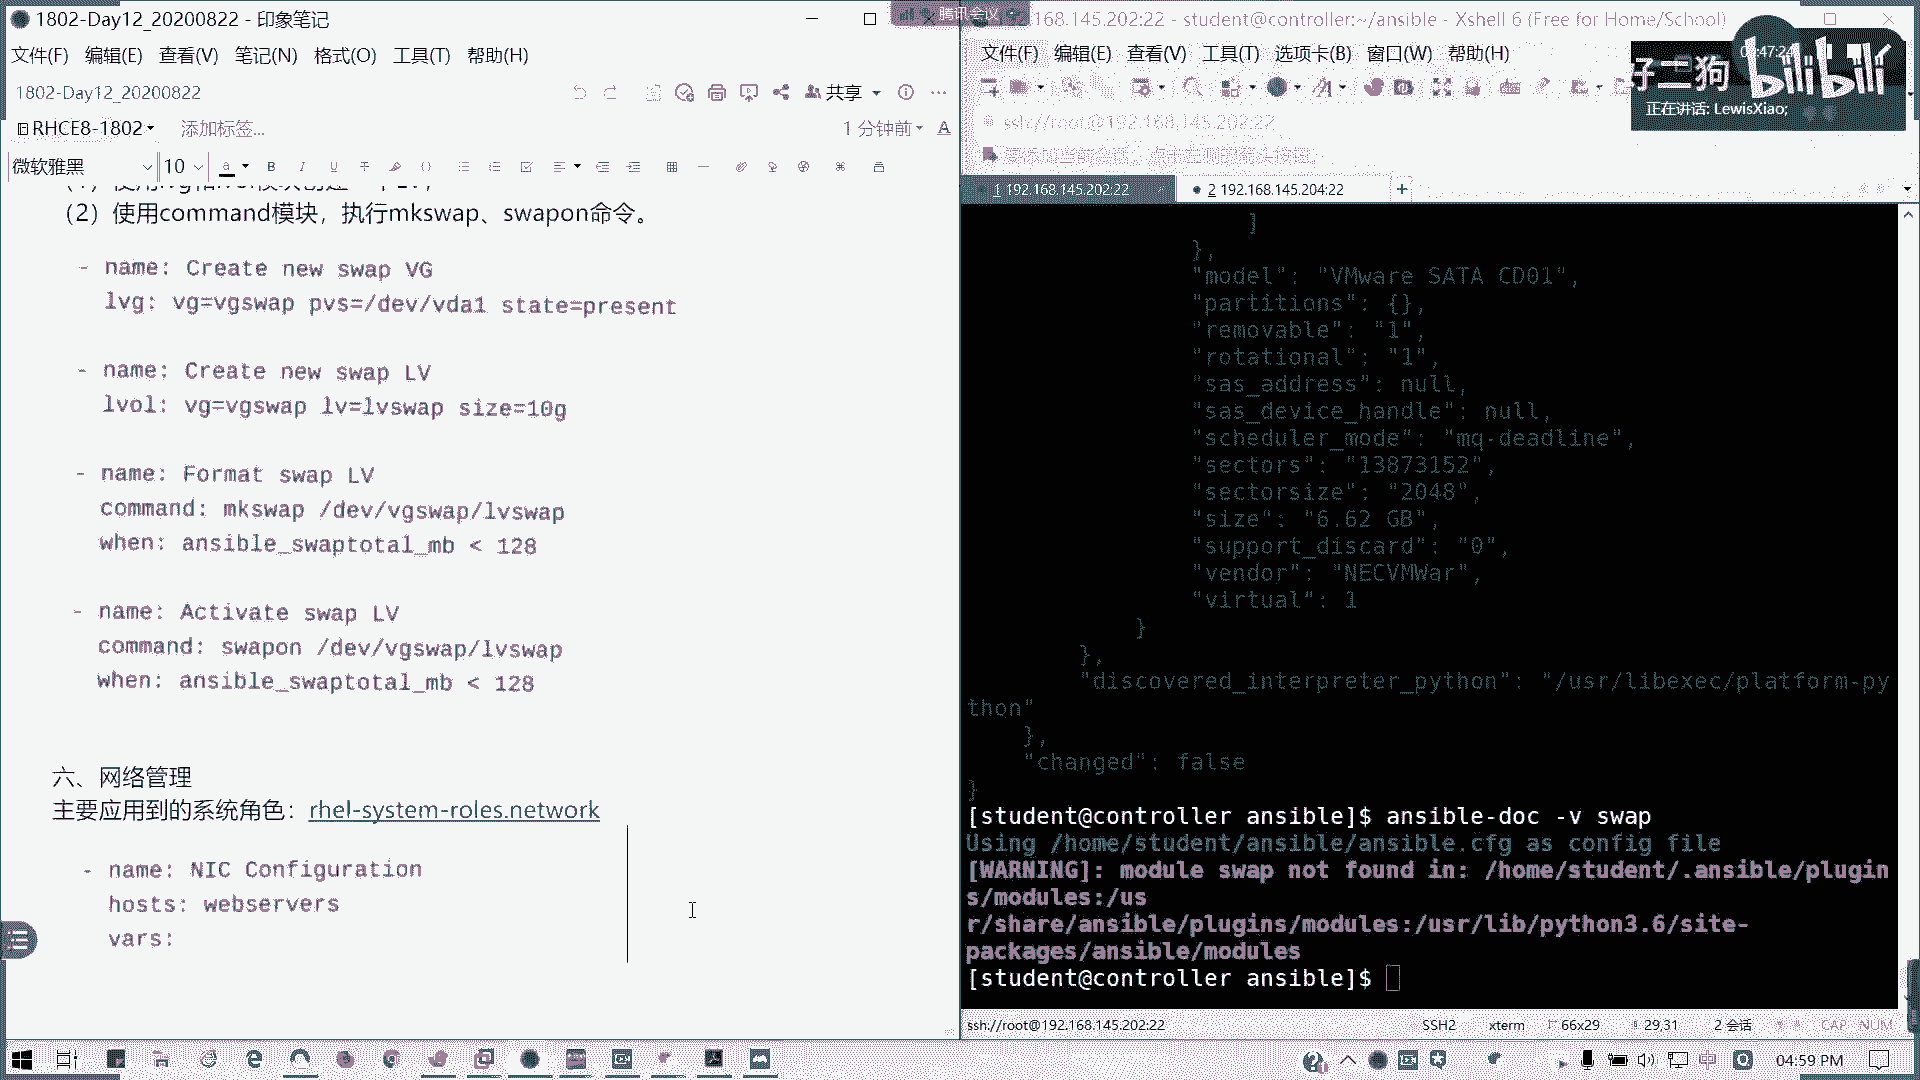 1802-Day12_20200822 - 印象笔记
文件(F) 编辑(E) 查看(V) 笔记(N) 格式(O) 工具(T) 帮助(H)
1802-Day12_20200822
共享
RHCE8-1802 添加标签...
1分钟前
微软雅黑 10
（2）使用command模块，执行mkswap、swapon命令。
- name: Create new swap VG
lvg: vg=vgswap pvs=/dev/vda1 state=present
- name: Create new swap LV
lvol: vg=vgswap lv=lvswap size=10g
- name: Format swap LV
command: mkswap /dev/vgswap/lvswap
when: ansible_swaptotal_mb < 128
- name: Activate swap LV
command: swapon /dev/vgswap/lvswap
when: ansible_swaptotal_mb < 128
六、网络管理
主要应用到的系统角色：rhel-system-roles.network
- name: NIC Configuration
hosts: webservers
vars:
腾讯会议
168.145.202:22 - student@controller:~/ansible - Xshell 6 (Free for Home/School)
文件(F) 编辑(E) 查看(V) 工具(T) 选项卡(B) 窗口(W) 帮助(H)
ssh://root@192.168.145.202:22
要添加当前会话，点击左侧的箭头按钮。
二狗 bilibili
正在讲话: LewisXiao;
1 192.168.145.202:22
2 192.168.145.204:22
]
},
"model": "VMware SATA CD01",
"partitions": {},
"removable": "1",
"rotational": "1",
"sas_address": null,
"sas_device_handle": null,
"scheduler_mode": "mq-deadline",
"sectors": "13873152",
"sectorsize": "2048",
"size": "6.62 GB",
"support_discard": "0",
"vendor": "NECVMWar",
"virtual": 1
}
},
"discovered_interpreter_python": "/usr/libexec/platform-py
thon"
},
"changed": false
}
[student@controller ansible]$ ansible-doc -v swap
Using /home/student/ansible/ansible.cfg as config file
[WARNING]: module swap not found in: /home/student/.ansible/plugin
s/modules:/us
r/share/ansible/plugins/modules:/usr/lib/python3.6/site-
packages/ansible/modules
[student@controller ansible]$
ssh://root@192.168.145.202:22 SSH2 xterm 66x29 29,31 2 会话 CAP NUM
中 04:59 PM